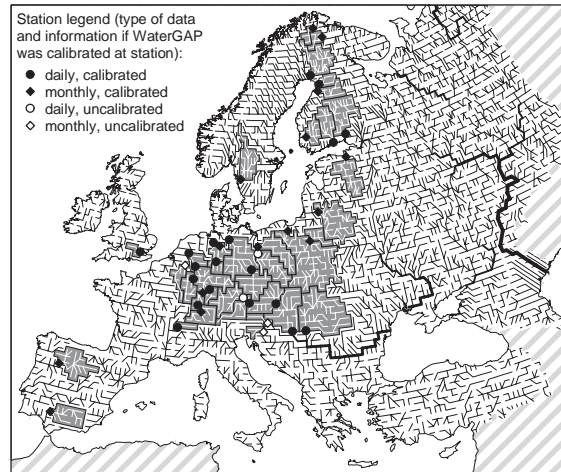 Station legend (type of data
and information if WaterGAP
was calibrated at station):
daily, calibrated
monthly, calibrated
daily, uncalibrated
monthly, uncalibrated